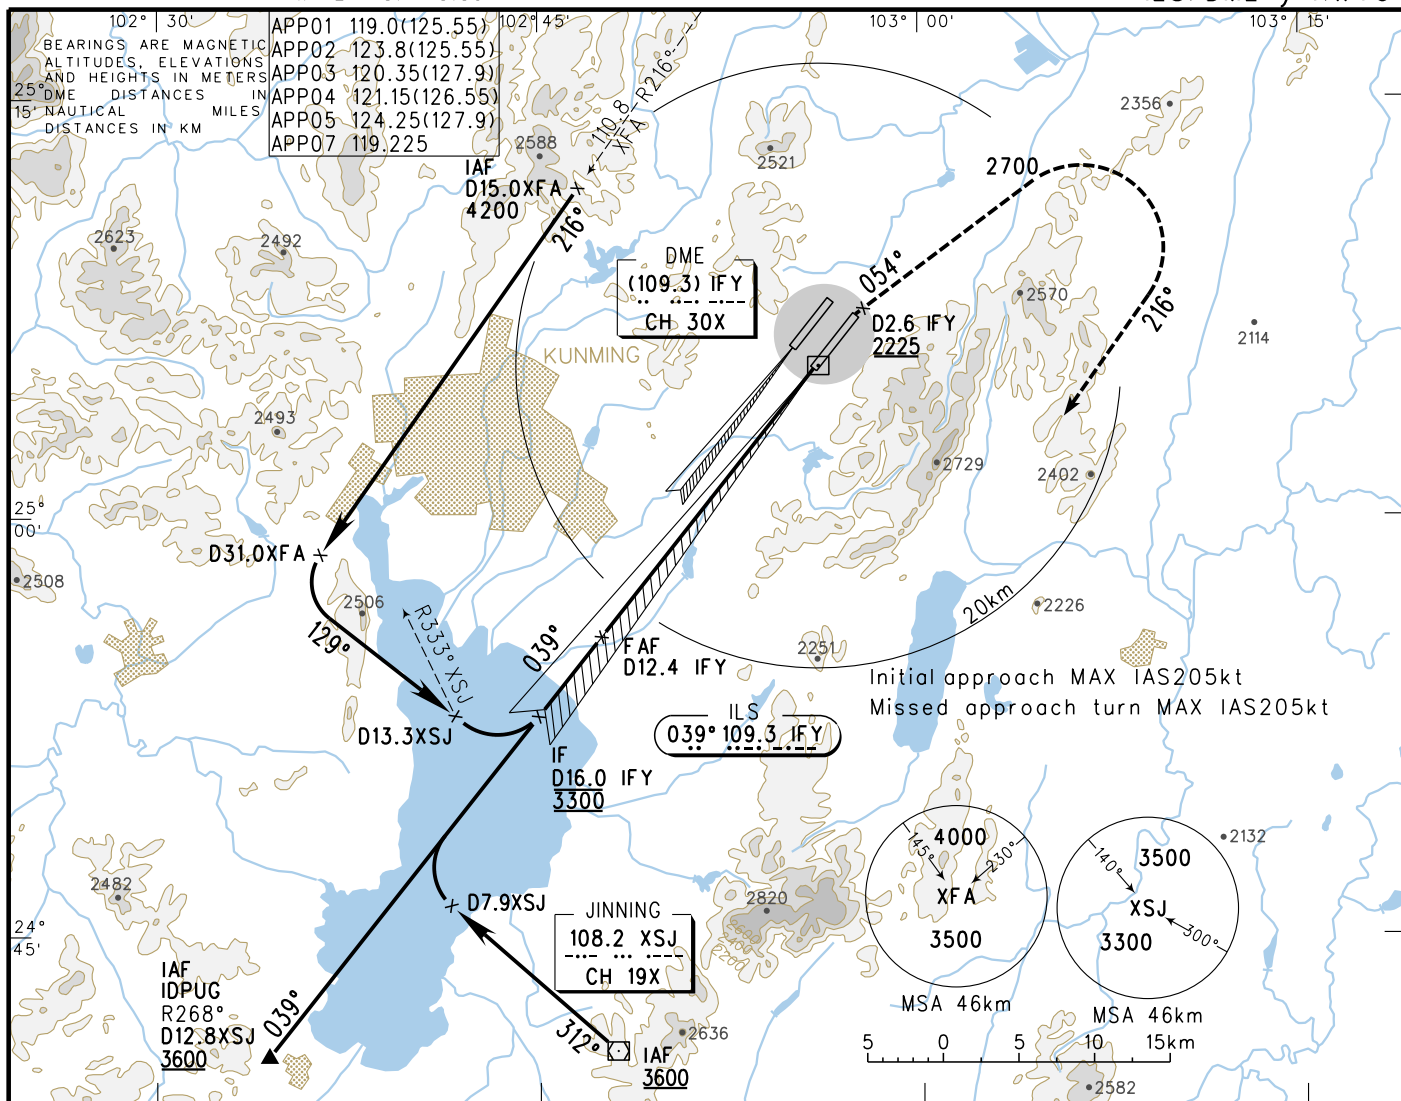 102° 30'
102° 45'
103° 00'
103° 15'
BEARINGS ARE MAGNETIC
ALTITUDES, ELEVATIONS
AND HEIGHTS IN METERS
DME DISTANCES IN
NAUTICAL MILES
DISTANCES IN KM
APP01 119.0(125.55)
APP02 123.8(125.55)
APP03 120.35(127.9)
APP04 121.15(126.55)
APP05 124.25(127.9)
APP07 119.225
25°
15'
110.8
XFA
R216°
2588
2521
2356
IAF
D15.0XFA
4200
216°
2700
2623
2492
DME
(109.3) IFY
CH 30X
054°
D2.6 IFY
2225
2570
216°
2114
KUNMING
2493
2729
2402
25°
00'
D31.0XFA
2508
2506
129°
R333° XSJ
039°
FAF
D12.4 IFY
20km
2226
2251
Initial approach MAX IAS205kt
Missed approach turn MAX IAS205kt
D13.3XSJ
ILS
039° 109.3 IFY
IF
D16.0 IFY
3300
4000
145°
230°
XFA
3500
MSA 46km
3500
140°
XSJ
3300
300°
MSA 46km
2132
2482
D7.9XSJ
2820
2600
2400
2200
24°
45'
JINNING
108.2 XSJ
CH 19X
IAF
IDPUG
R268°
D12.8XSJ
3600
039°
312°
IAF
3600
2636
5 0 5 10 15km
2582